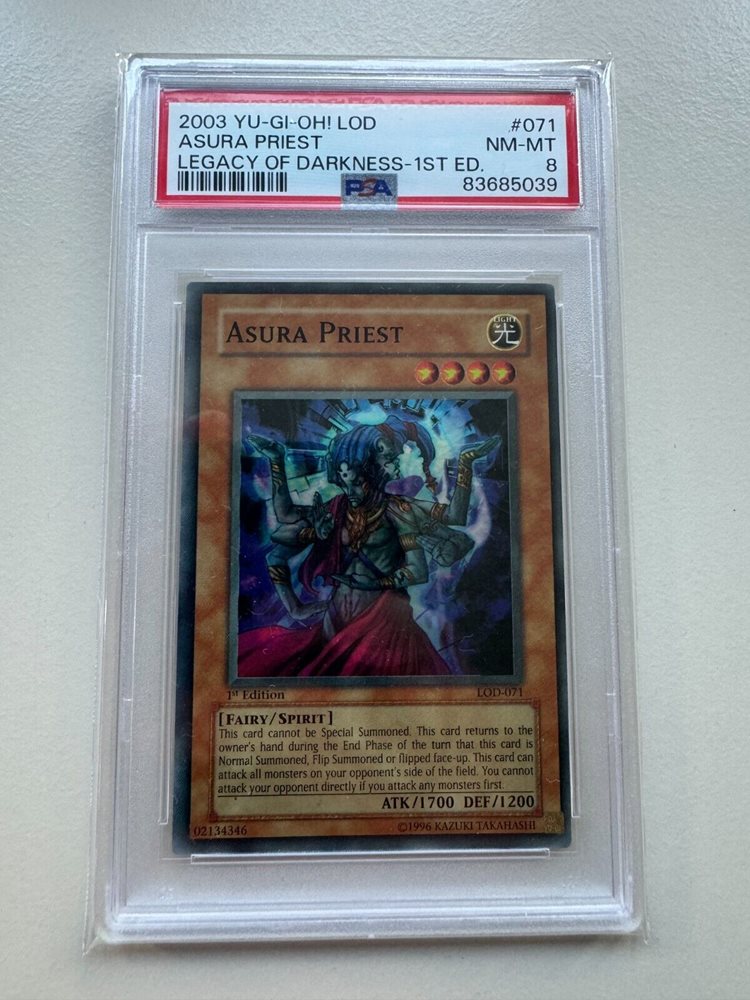 2003 YU-GI-OH! LOD #071
ASURA PRIEST NM-MT
LEGACY OF DARKNESS-1ST ED. 8
PSA 83685039
ASURA PRIEST
LIGHT
光
1st Edition LOD-071
[FAIRY/SPIRIT]
This card cannot be Special Summoned. This card returns to the
owner's hand during the End Phase of the turn that this card is
Normal Summoned, Flip Summoned or flipped face-up. This card can
attack all monsters on your opponent's side of the field. You cannot
attack your opponent directly if you attack any monsters first.
ATK/1700 DEF/1200
02134346 ©1996 KAZUKI TAKAHASHI